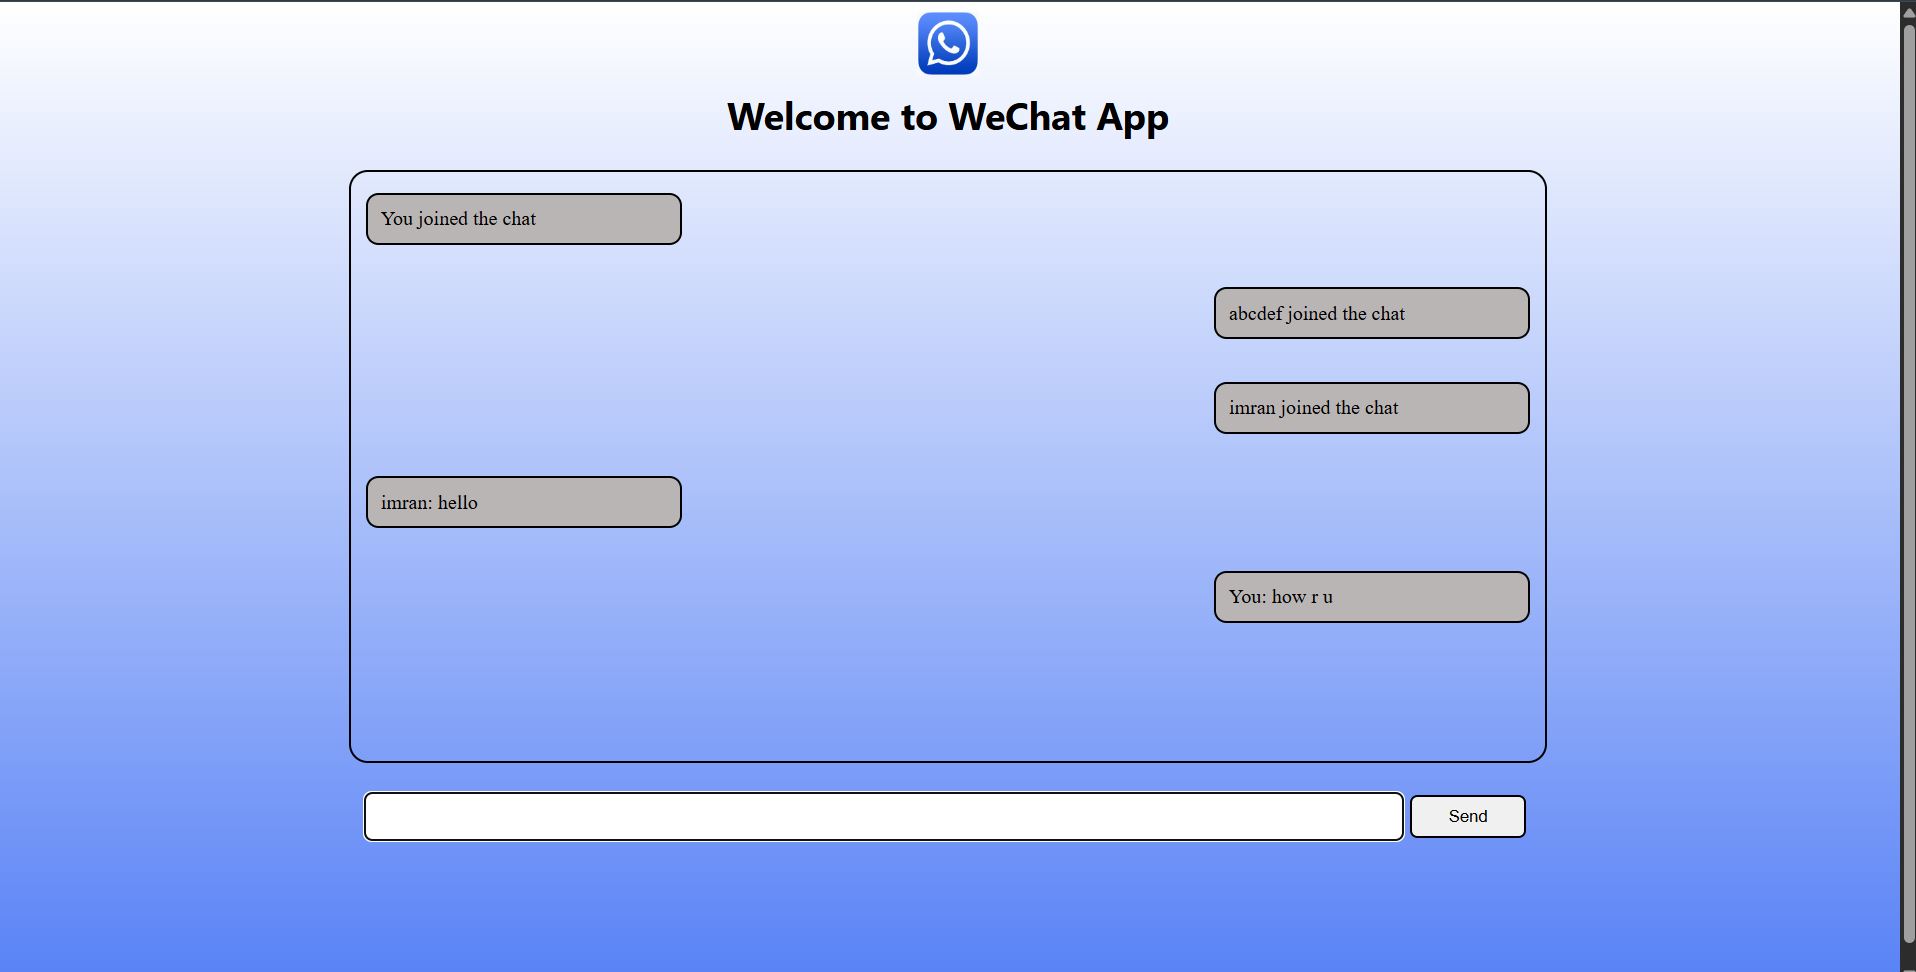 Welcome to WeChat App
You joined the chat
abcdef joined the chat
imran joined the chat
imran: hello
You: how r u
Send